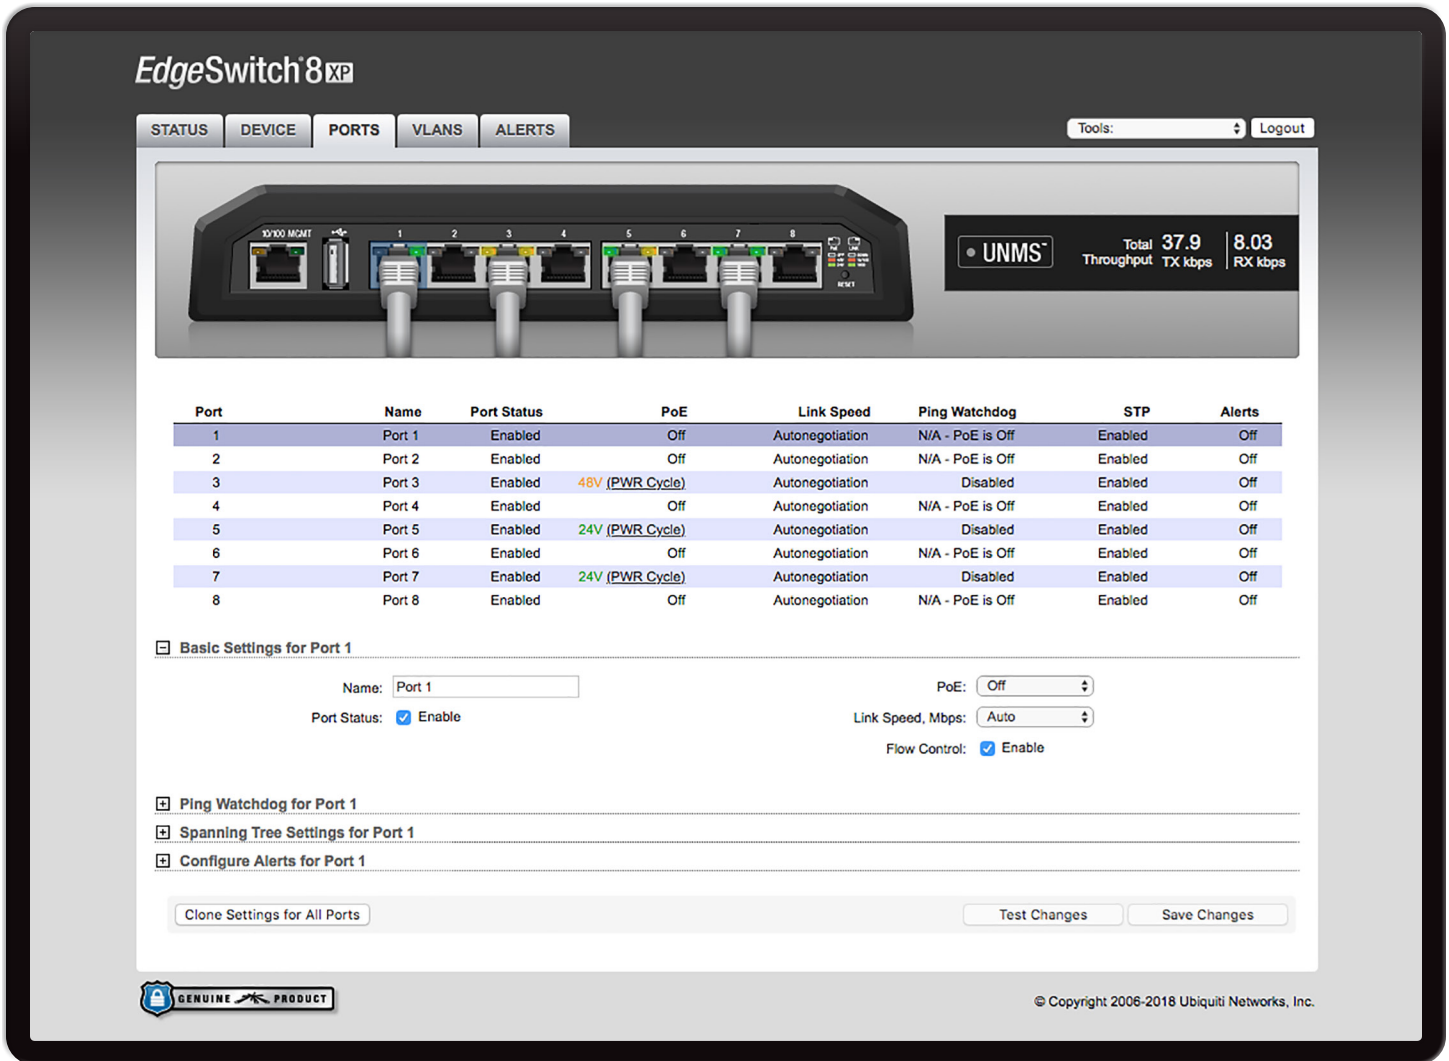 EdgeSwitch 8 XP
STATUS DEVICE PORTS VLANS ALERTS
Tools: Logout
10/100 MGMT 1 2 3 4 5 6 7 8
RESET
UNMS™
Total Throughput 37.9 TX kbps 8.03 RX kbps
Port Name Port Status PoE Link Speed Ping Watchdog STP Alerts
1 Port 1 Enabled Off Autonegotiation N/A - PoE is Off Enabled Off
2 Port 2 Enabled Off Autonegotiation N/A - PoE is Off Enabled Off
3 Port 3 Enabled 48V (PWR Cycle) Autonegotiation Disabled Enabled Off
4 Port 4 Enabled Off Autonegotiation N/A - PoE is Off Enabled Off
5 Port 5 Enabled 24V (PWR Cycle) Autonegotiation Disabled Enabled Off
6 Port 6 Enabled Off Autonegotiation N/A - PoE is Off Enabled Off
7 Port 7 Enabled 24V (PWR Cycle) Autonegotiation Disabled Enabled Off
8 Port 8 Enabled Off Autonegotiation N/A - PoE is Off Enabled Off
Basic Settings for Port 1
Name: Port 1 PoE: Off
Port Status: Enable Link Speed, Mbps: Auto
Flow Control: Enable
Ping Watchdog for Port 1
Spanning Tree Settings for Port 1
Configure Alerts for Port 1
Clone Settings for All Ports Test Changes Save Changes
GENUINE PRODUCT © Copyright 2006-2018 Ubiquiti Networks, Inc.